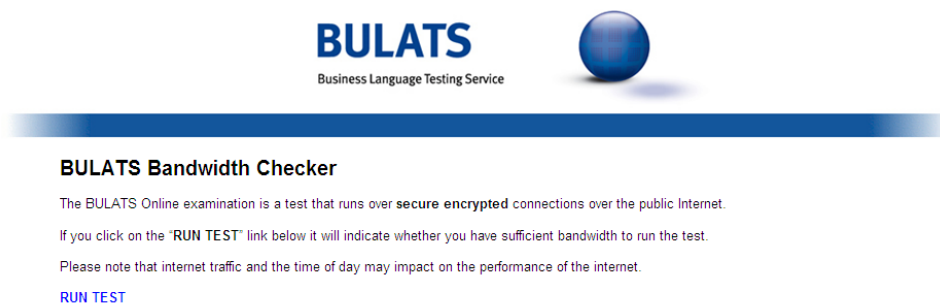 BULATS
Business Language Testing Service
BULATS Bandwidth Checker
The BULATS Online examination is a test that runs over secure encrypted connections over the public Internet.
If you click on the “RUN TEST” link below it will indicate whether you have sufficient bandwidth to run the test.
Please note that internet traffic and the time of day may impact on the performance of the internet.
RUN TEST